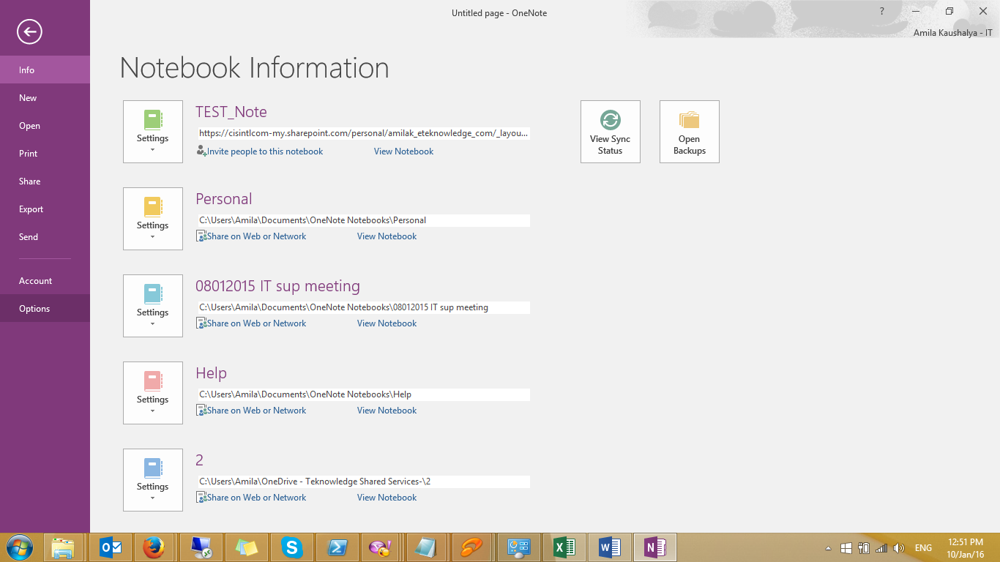 Untitled page - OneNote
?
Amila Kaushalya - IT
Info
New
Open
Print
Share
Export
Send
Account
Options
Notebook Information
Settings
TEST_Note
https://cisintlcom-my.sharepoint.com/personal/amilak_eteknowledge_com/_layou...
Invite people to this notebook
View Notebook
View Sync
Status
Open
Backups
Settings
Personal
C:\Users\Amila\Documents\OneNote Notebooks\Personal
Share on Web or Network
View Notebook
Settings
08012015 IT sup meeting
C:\Users\Amila\Documents\OneNote Notebooks\08012015 IT sup meeting
Share on Web or Network
View Notebook
Settings
Help
C:\Users\Amila\Documents\OneNote Notebooks\Help
Share on Web or Network
View Notebook
Settings
2
C:\Users\Amila\OneDrive - Teknowledge Shared Services-\2
Share on Web or Network
View Notebook
ENG
12:51 PM
10/Jan/16